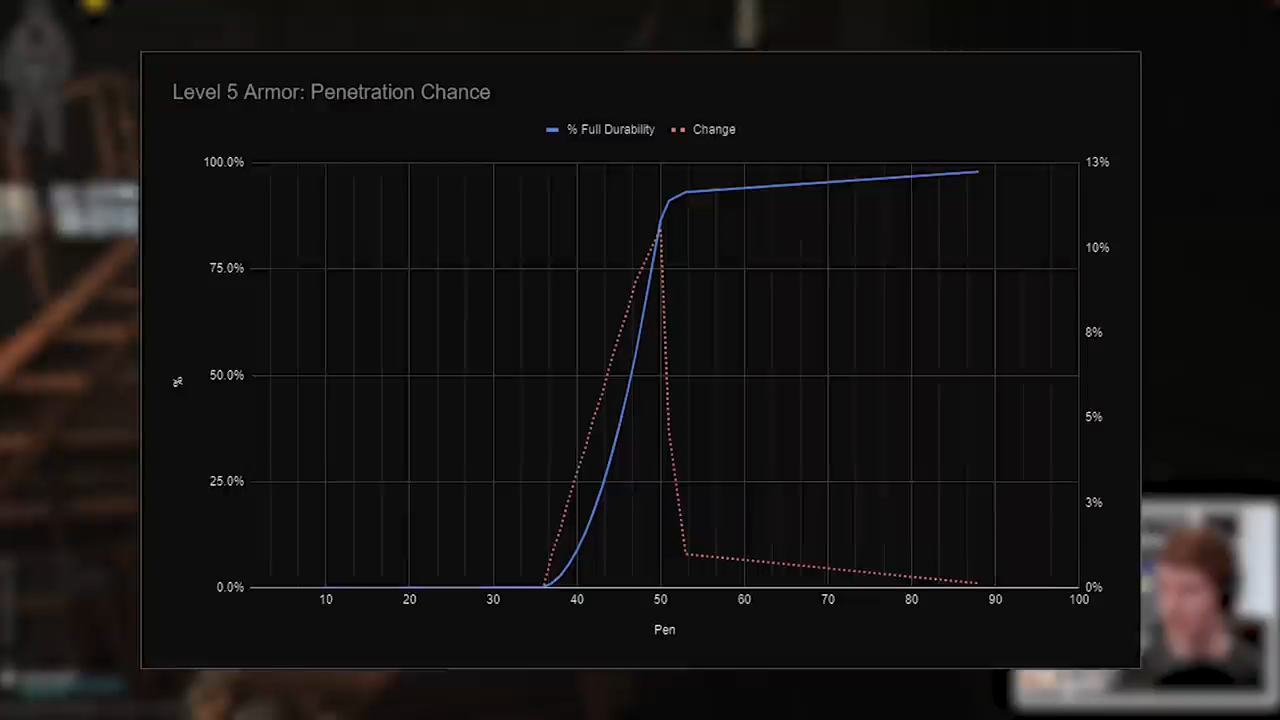 Level 5 Armor: Penetration Chance
% Full Durability Change
100.0% 13%
10%
75.0%
8%
50.0%
5%
25.0%
3%
0.0% 0%
10 20 30 40 50 60 70 80 90 100
%
Pen